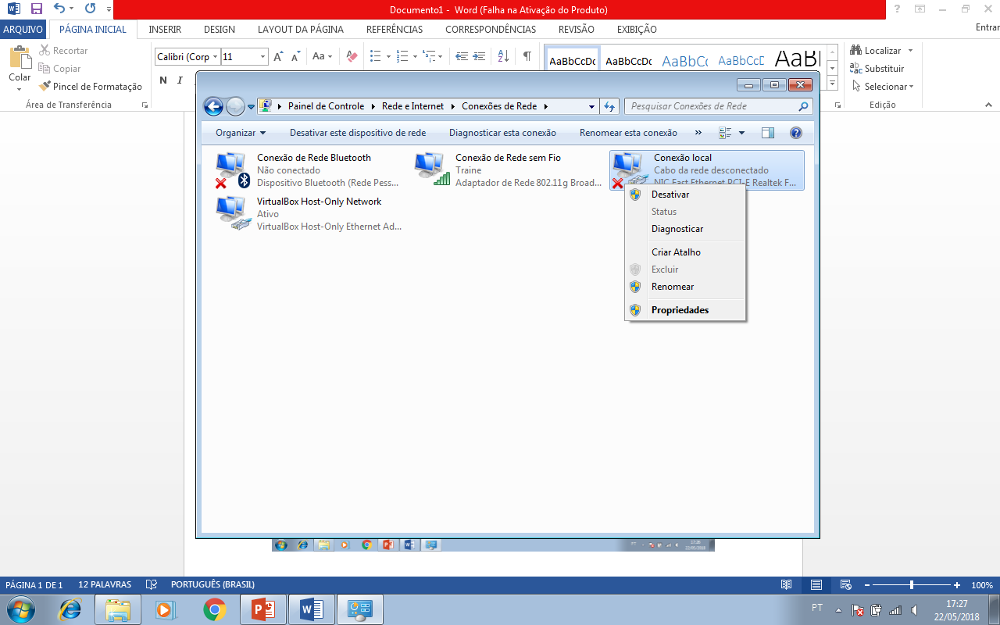 Documento1 - Word (Falha na Ativação do Produto)
ARQUIVO PÁGINA INICIAL INSERIR DESIGN LAYOUT DA PÁGINA REFERÊNCIAS CORRESPONDÊNCIAS REVISÃO EXIBIÇÃO Entrar
Colar
Recortar
Copiar
Pincel de Formatação
Área de Transferência
Calibri (Corp 11
Aa
N I
AaBbCcDc AaBbCcDc AaBbCc AaBbCcD AaB
Localizar
Substituir
Selecionar
Edição
Painel de Controle Rede e Internet Conexões de Rede
Pesquisar Conexões de Rede
Organizar Desativar este dispositivo de rede Diagnosticar esta conexão Renomear esta conexão »
Conexão de Rede Bluetooth
Não conectado
Dispositivo Bluetooth (Rede Pess...
Conexão de Rede sem Fio
Traine
Adaptador de Rede 802.11g Broad...
Conexão local
Cabo da rede desconectado
NIC Fast Ethernet PCI-E Realtek F...
VirtualBox Host-Only Network
Ativo
VirtualBox Host-Only Ethernet Ad...
Desativar
Status
Diagnosticar
Criar Atalho
Excluir
Renomear
Propriedades
PÁGINA 1 DE 1 12 PALAVRAS PORTUGUÊS (BRASIL) 100%
PT
17:27
22/05/2018